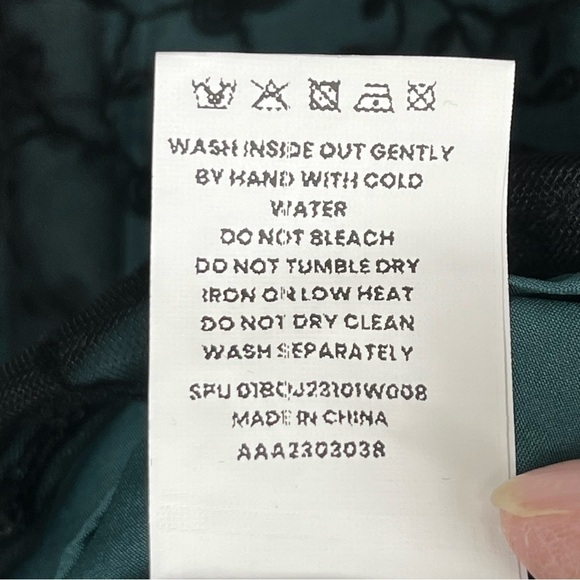 WASH INSIDE OUT GENTLY
BY HAND WITH COLD
WATER
DO NOT BLEACH
DO NOT TUMBLE DRY
IRON ON LOW HEAT
DO NOT DRY CLEAN
WASH SEPARATELY
SPU 01BQJ23101W008
MADE IN CHINA
AAA2303038